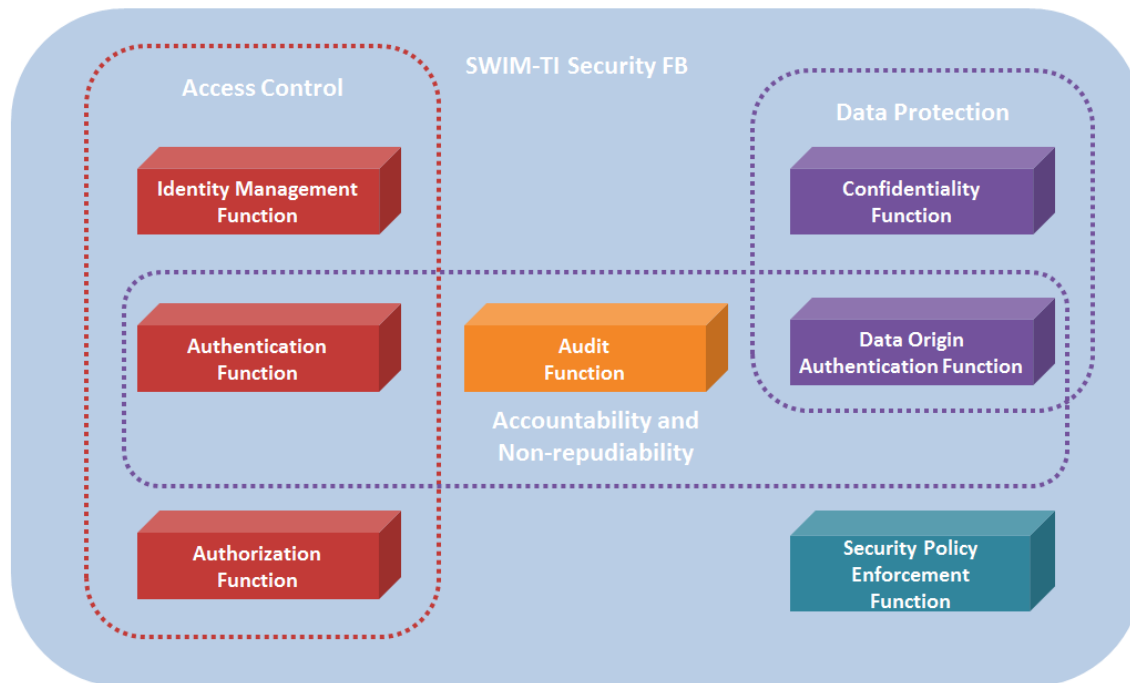 SWIM-TI Security FB
Access Control
Data Protection
Identity Management
Function
Confidentiality
Function
Authentication
Function
Audit
Function
Data Origin
Authentication Function
Accountability and
Non-repudiability
Authorization
Function
Security Policy
Enforcement
Function